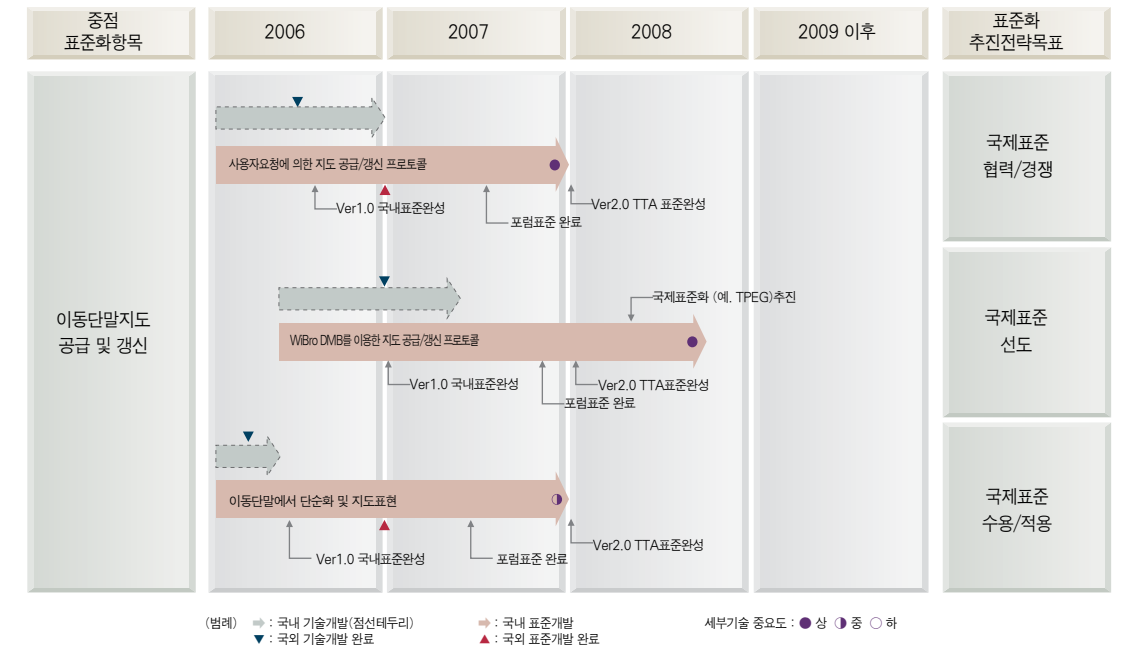 중점
표준화항목
2006
2007
2008
2009 이후
표준화
추진전략목표
이동단말지도
공급 및 갱신
사용자요청에 의한 지도 공급/갱신 프로토콜
Ver1.0 국내표준완성
포럼표준 완료
Ver2.0 TTA 표준완성
국제표준
협력/경쟁
국제표준화 (예. TPEG)추진
WiBro DMB를 이용한 지도 공급/갱신 프로토콜
Ver1.0 국내표준완성
포럼표준 완료
Ver2.0 TTA표준완성
국제표준
선도
이동단말에서 단순화 및 지도표현
Ver1.0 국내표준완성
포럼표준 완료
Ver2.0 TTA표준완성
국제표준
수용/적용
(범례) : 국내 기술개발(점선테두리) : 국내 표준개발 세부기술 중요도 : 상 중 하
: 국외 기술개발 완료 : 국외 표준개발 완료